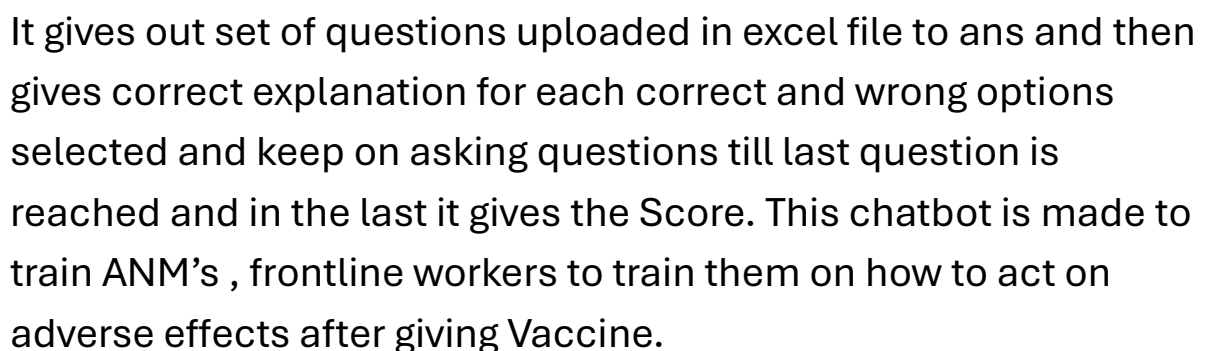 It gives out set of questions uploaded in excel file to ans and then
gives correct explanation for each correct and wrong options
selected and keep on asking questions till last question is
reached and in the last it gives the Score. This chatbot is made to
train ANM’s , frontline workers to train them on how to act on
adverse effects after giving Vaccine.